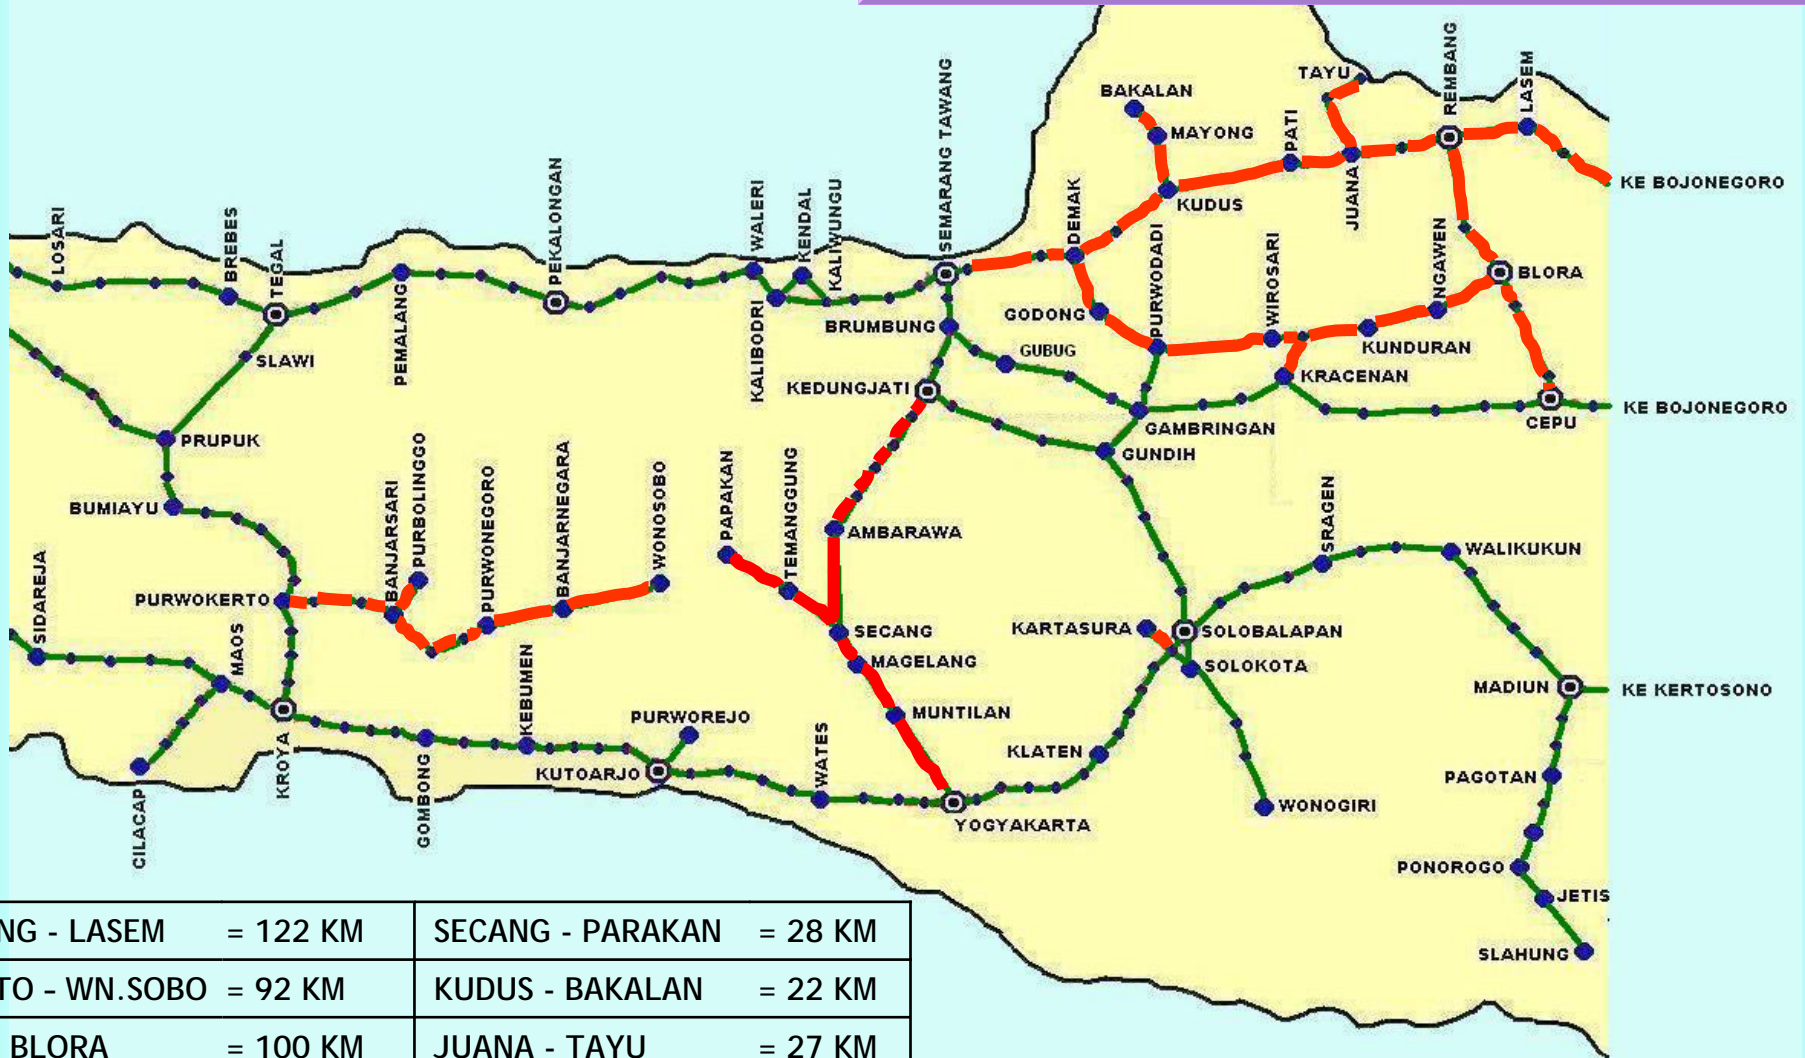 TAYU
REMBANG
LASEM
BAKALAN
MAYONG
PATI
SEMARANG TAWANG
KE BOJONEGORO
KUDUS
JUANA
DEMAK
PURWODADI
WIROSARI
NGAWEN
BLORA
LOSARI
BREBES
TEGAL
PEMALANG
PEKALONGAN
WALERI
KENDAL
KALIWUNGU
KALIBODRI
BRUMBUNG
GODONG
GUBUG
KUNDURAN
SLAWI
KEDUNGJATI
KRACENAN
KE BOJONEGORO
CEPU
GAMBRINGAN
GUNDIH
PRUPUK
BUMIAYU
BANJARSARI
PURBOLINGGO
PURWONEGORO
BANJARNEGARA
WONOSOBO
PAPAKAN
TEMANGGUNG
AMBARAWA
SRAGEN
WALIKUKUN
PURWOKERTO
SIDAREJA
MAOS
SECANG
KARTASURA
SOLOBALAPAN
MAGELANG
SOLOKOTA
MADIUN
KE KERTOSONO
KEBUMEN
PURWOREJO
MUNTILAN
KLATEN
KROYA
GOMBONG
KUTOARJO
WATES
PAGOTAN
CILACAP
YOGYAKARTA
WONOGIRI
PONOROGO
JETIS
SLAHUNG
NG - LASEM = 122 KM SECANG - PARAKAN = 28 KM
TO - WN.SOBO = 92 KM KUDUS - BAKALAN = 22 KM
BLORA = 100 KM JUANA - TAYU = 27 KM